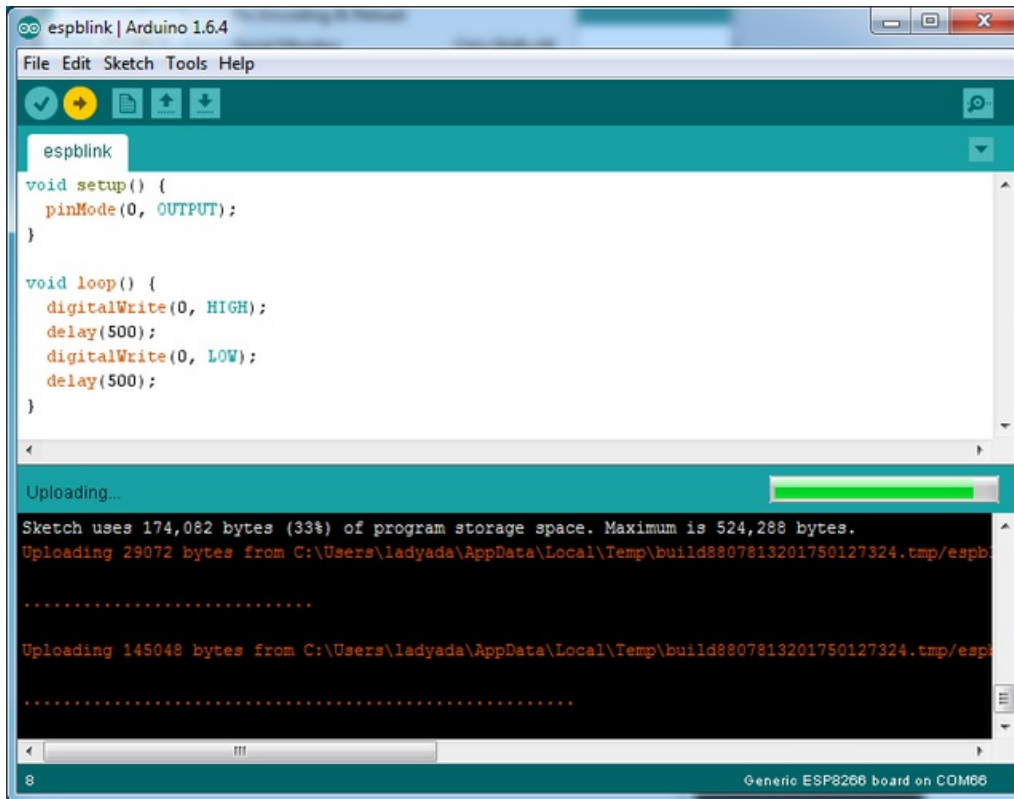 espblink | Arduino 1.6.4
File Edit Sketch Tools Help
espblink
void setup() {
  pinMode(0, OUTPUT);
}
void loop() {
  digitalWrite(0, HIGH);
  delay(500);
  digitalWrite(0, LOW);
  delay(500);
}
Uploading...
Sketch uses 174,082 bytes (33%) of program storage space. Maximum is 524,288 bytes.
Uploading 29072 bytes from C:\Users\ladyada\AppData\Local\Temp\build8807813201750127324.tmp/espb
..............................
Uploading 145048 bytes from C:\Users\ladyada\AppData\Local\Temp\build8807813201750127324.tmp/esp
.......................................................
8 Generic ESP8266 board on COM66